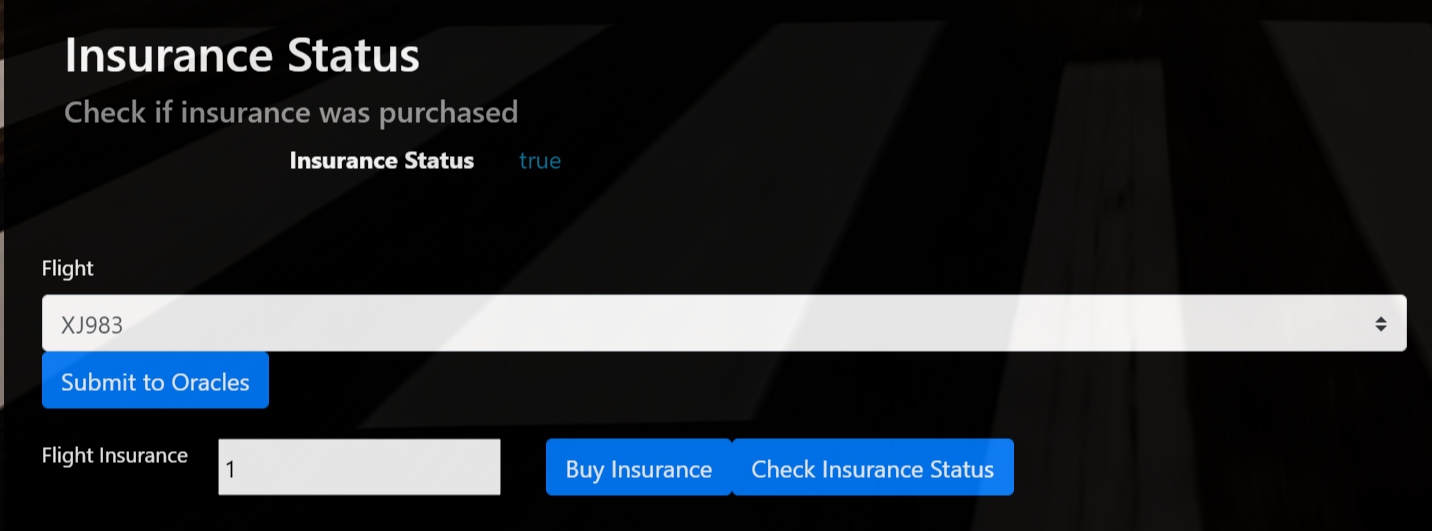 Insurance Status
Check if insurance was purchased
Insurance Status true
Flight
XJ983
Submit to Oracles
Flight Insurance 1 Buy Insurance Check Insurance Status